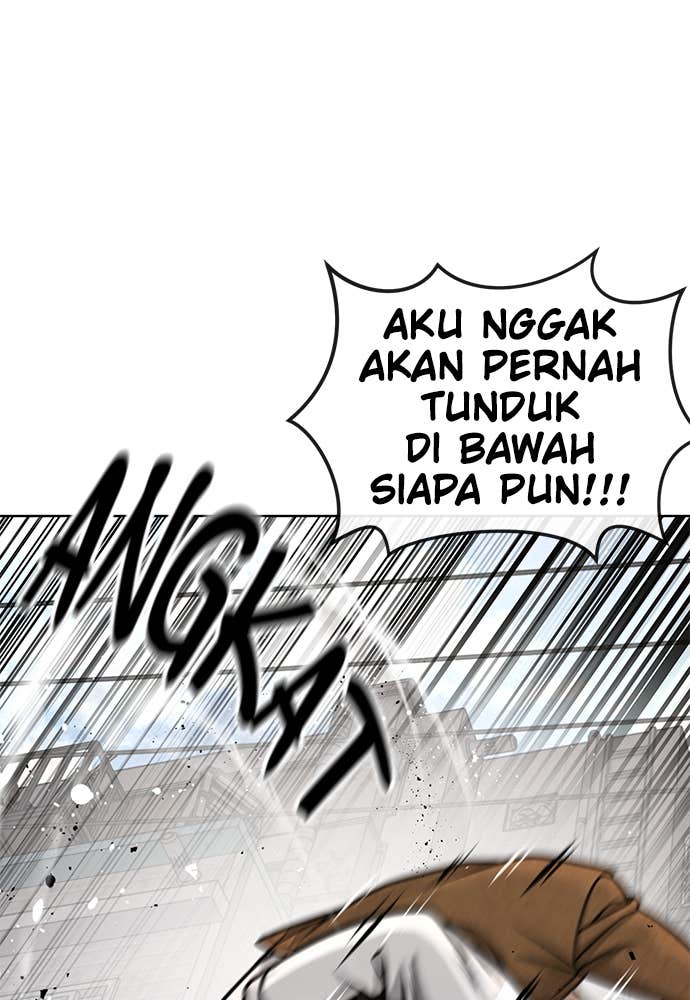 AKU NGGAK
AKAN PERNAH
TUNDUK
DI BAWAH
SIAPA PUN!!!
ANGKAT